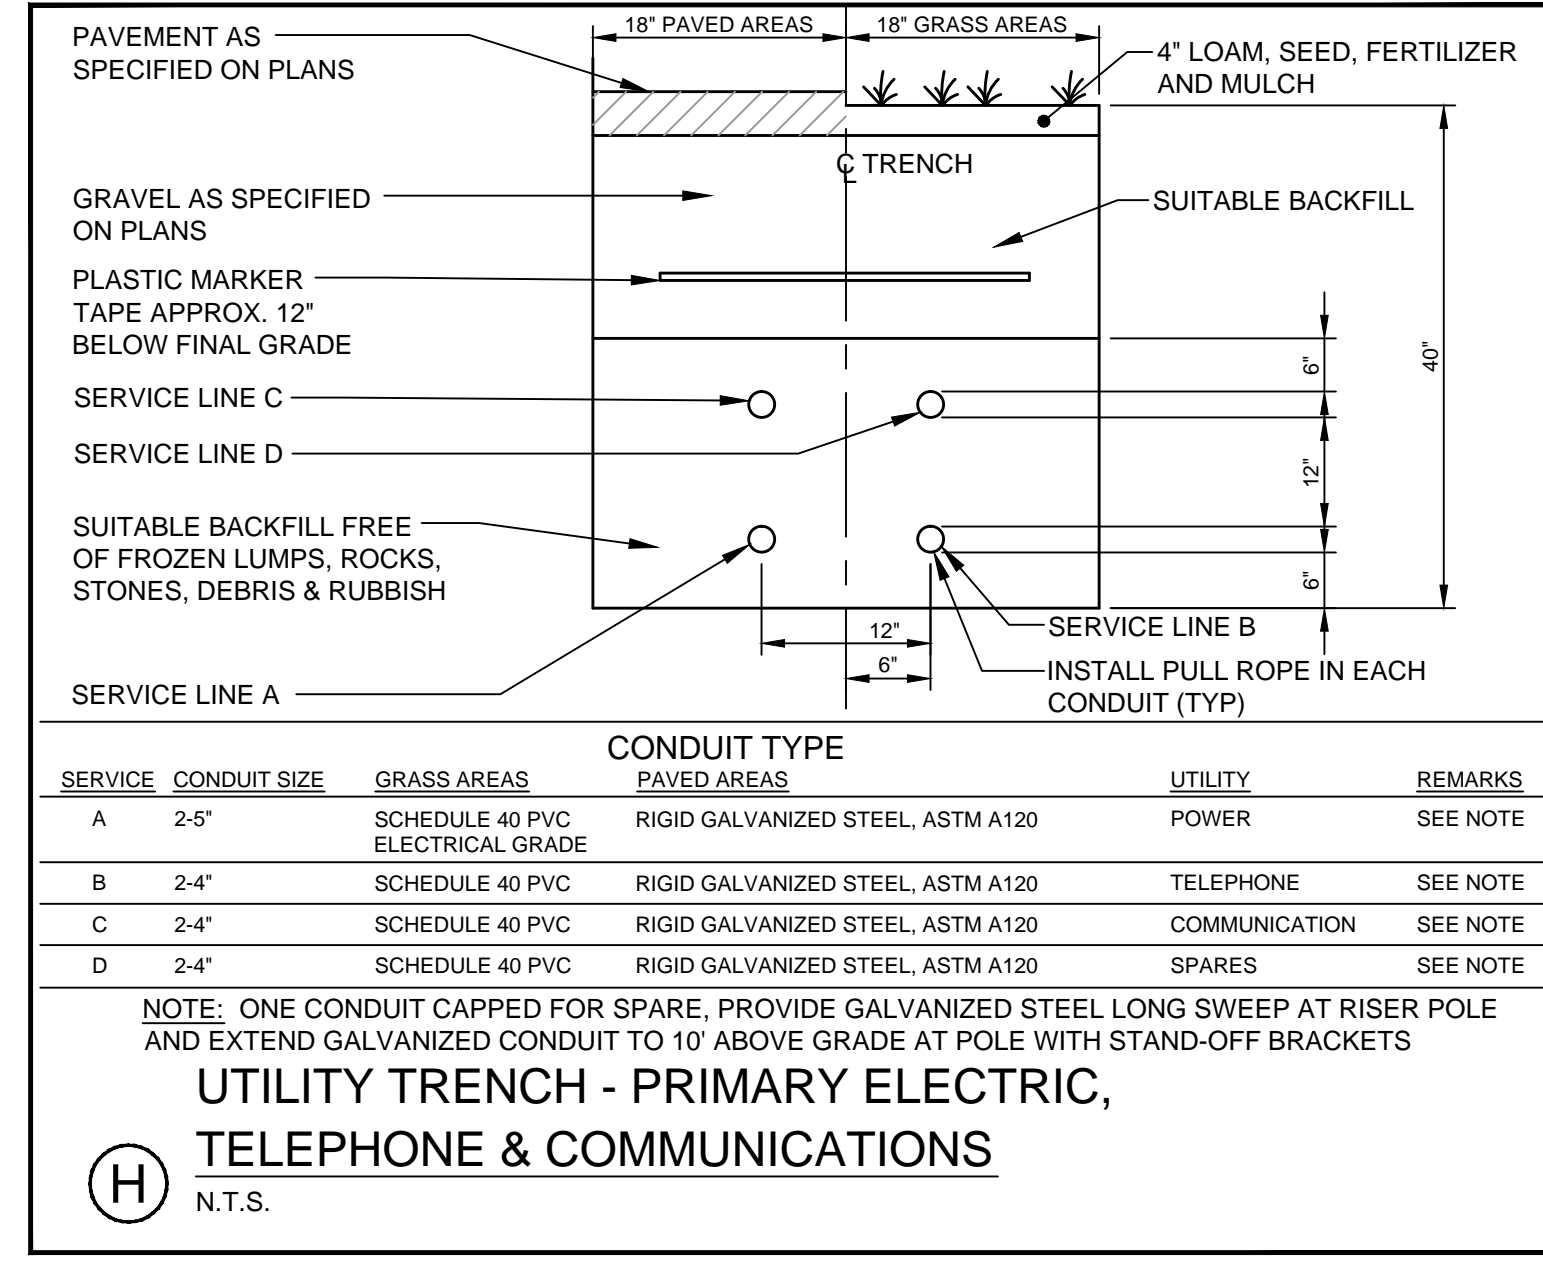 18" PAVED AREAS
18" GRASS AREAS
PAVEMENT AS
SPECIFIED ON PLANS
4" LOAM, SEED, FERTILIZER
AND MULCH
℄ TRENCH
GRAVEL AS SPECIFIED
ON PLANS
SUITABLE BACKFILL
PLASTIC MARKER
TAPE APPROX. 12"
BELOW FINAL GRADE
6"
40"
SERVICE LINE C
SERVICE LINE D
12"
SUITABLE BACKFILL FREE
OF FROZEN LUMPS, ROCKS,
STONES, DEBRIS & RUBBISH
6"
12"
SERVICE LINE B
6"
INSTALL PULL ROPE IN EACH
CONDUIT (TYP)
SERVICE LINE A
CONDUIT TYPE
SERVICE CONDUIT SIZE GRASS AREAS PAVED AREAS UTILITY REMARKS
A 2-5" SCHEDULE 40 PVC RIGID GALVANIZED STEEL, ASTM A120 POWER SEE NOTE
ELECTRICAL GRADE
B 2-4" SCHEDULE 40 PVC RIGID GALVANIZED STEEL, ASTM A120 TELEPHONE SEE NOTE
C 2-4" SCHEDULE 40 PVC RIGID GALVANIZED STEEL, ASTM A120 COMMUNICATION SEE NOTE
D 2-4" SCHEDULE 40 PVC RIGID GALVANIZED STEEL, ASTM A120 SPARES SEE NOTE
NOTE: ONE CONDUIT CAPPED FOR SPARE, PROVIDE GALVANIZED STEEL LONG SWEEP AT RISER POLE
AND EXTEND GALVANIZED CONDUIT TO 10' ABOVE GRADE AT POLE WITH STAND-OFF BRACKETS
UTILITY TRENCH - PRIMARY ELECTRIC,
TELEPHONE & COMMUNICATIONS
H
N.T.S.